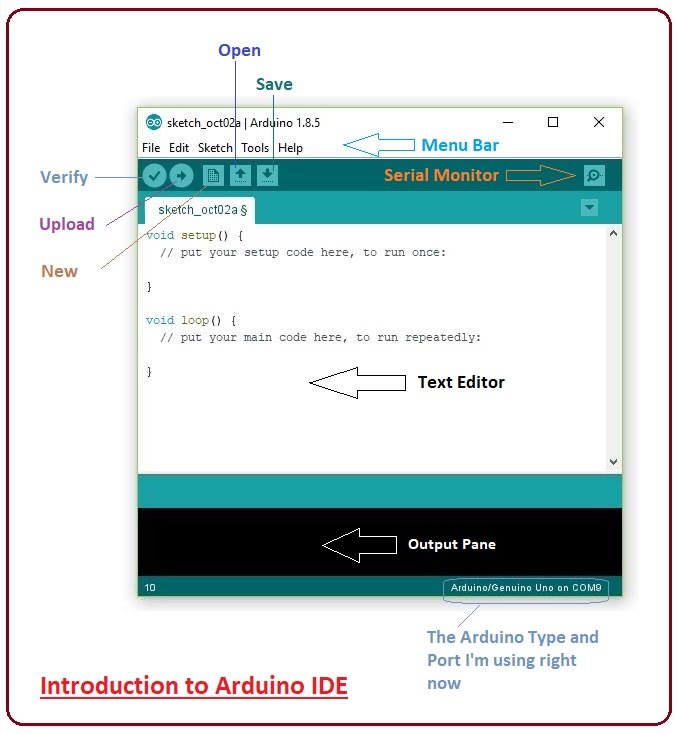 Open
Save
sketch_oct02a | Arduino 1.8.5
File Edit Sketch Tools Help
Menu Bar
Verify
Serial Monitor
Upload
sketch_oct02a §
New
void setup() {
// put your setup code here, to run once:
}
void loop() {
// put your main code here, to run repeatedly:
}
Text Editor
Output Pane
10
Arduino/Genuino Uno on COM9
The Arduino Type and
Port I'm using right
now
Introduction to Arduino IDE